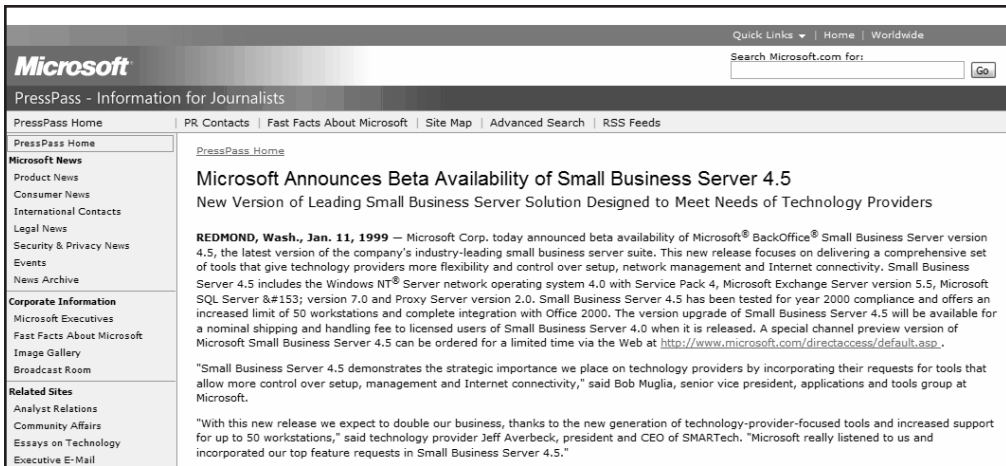 Quick Links | Home | Worldwide
Microsoft
Search Microsoft.com for:
Go
PressPass - Information for Journalists
PressPass Home | PR Contacts | Fast Facts About Microsoft | Site Map | Advanced Search | RSS Feeds
PressPass Home
Microsoft News
Product News
Consumer News
International Contacts
Legal News
Security & Privacy News
Events
News Archive
Corporate Information
Microsoft Executives
Fast Facts About Microsoft
Image Gallery
Broadcast Room
Related Sites
Analyst Relations
Community Affairs
Essays on Technology
Executive E-Mail
PressPass Home
Microsoft Announces Beta Availability of Small Business Server 4.5
New Version of Leading Small Business Server Solution Designed to Meet Needs of Technology Providers
REDMOND, Wash., Jan. 11, 1999 — Microsoft Corp. today announced beta availability of Microsoft® BackOffice® Small Business Server version
4.5, the latest version of the company's industry-leading small business server suite. This new release focuses on delivering a comprehensive set
of tools that give technology providers more flexibility and control over setup, network management and Internet connectivity. Small Business
Server 4.5 includes the Windows NT® Server network operating system 4.0 with Service Pack 4, Microsoft Exchange Server version 5.5, Microsoft
SQL Server &#153; version 7.0 and Proxy Server version 2.0. Small Business Server 4.5 has been tested for year 2000 compliance and offers an
increased limit of 50 workstations and complete integration with Office 2000. The version upgrade of Small Business Server 4.5 will be available for
a nominal shipping and handling fee to licensed users of Small Business Server 4.0 when it is released. A special channel preview version of
Microsoft Small Business Server 4.5 can be ordered for a limited time via the Web at http://www.microsoft.com/directaccess/default.asp .
"Small Business Server 4.5 demonstrates the strategic importance we place on technology providers by incorporating their requests for tools that
allow more control over setup, management and Internet connectivity," said Bob Muglia, senior vice president, applications and tools group at
Microsoft.
"With this new release we expect to double our business, thanks to the new generation of technology-provider-focused tools and increased support
for up to 50 workstations," said technology provider Jeff Averbeck, president and CEO of SMARTech. "Microsoft really listened to us and
incorporated our top feature requests in Small Business Server 4.5."